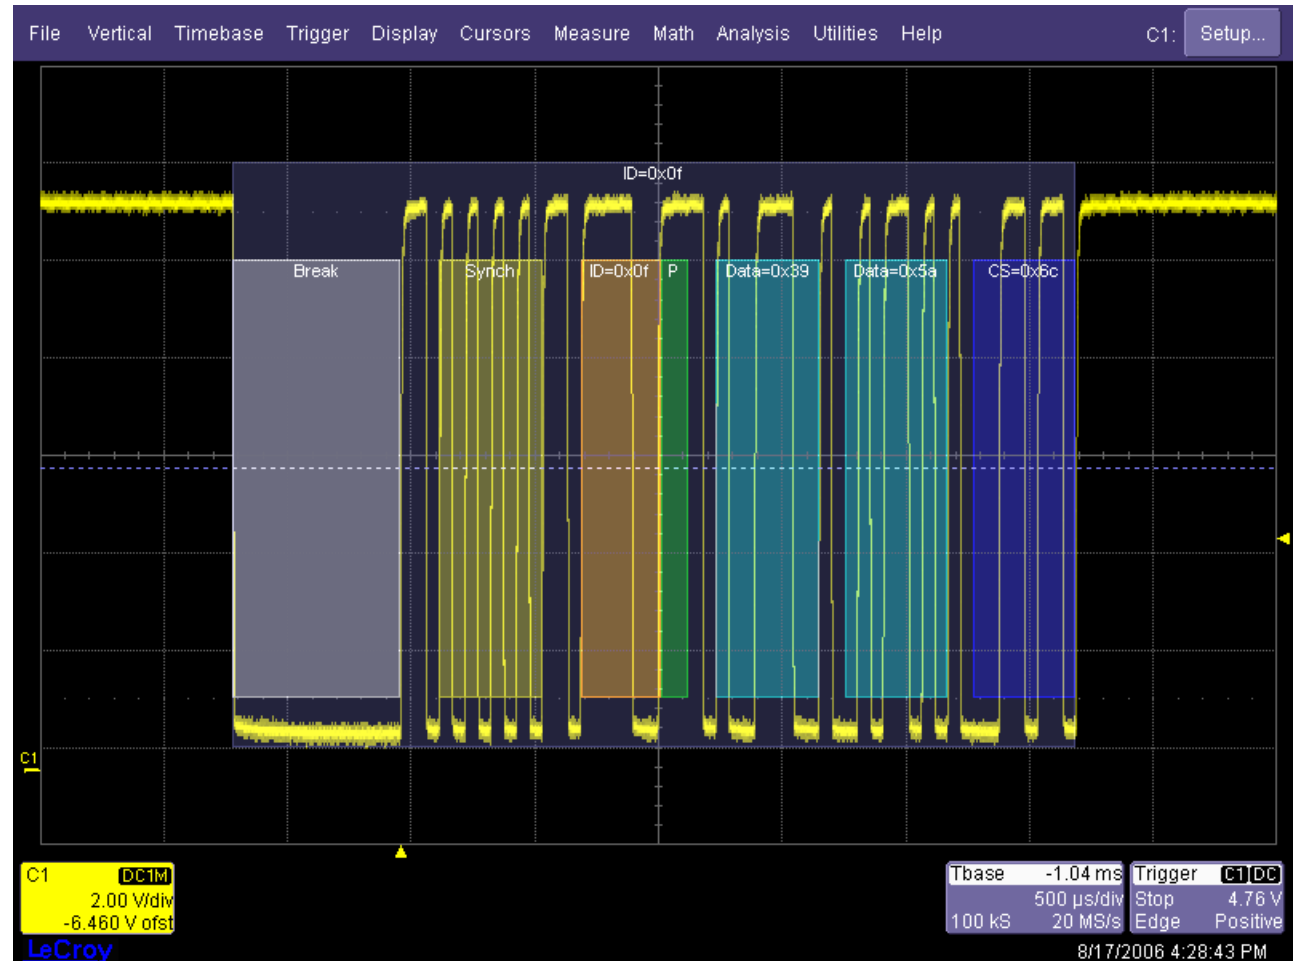 File Vertical Timebase Trigger Display Cursors Measure Math Analysis Utilities Help C1: Setup...
ID=0x0f
Break Synch ID=0x0f P Data=0x39 Data=0x5a CS=0x6c
C1
C1 DC1M
2.00 V/div
-6.460 V ofst
LeCroy
Tbase -1.04 ms
500 µs/div
100 kS 20 MS/s
Trigger C1 DC
Stop 4.76 V
Edge Positive
8/17/2006 4:28:43 PM